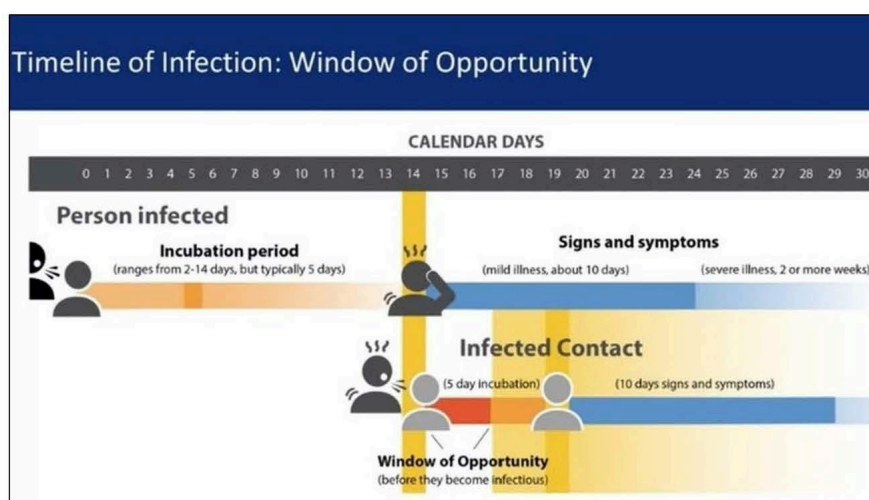 Timeline of Infection: Window of Opportunity
CALENDAR DAYS
0 1 2 3 4 5 6 7 8 9 10 11 12 13 14 15 16 17 18 19 20 21 22 23 24 25 26 27 28 29 30
Person infected
Incubation period
(ranges from 2-14 days, but typically 5 days)
Signs and symptoms
(mild illness, about 10 days)
(severe illness, 2 or more weeks)
Infected Contact
(5 day incubation)
(10 days signs and symptoms)
Window of Opportunity
(before they become infectious)